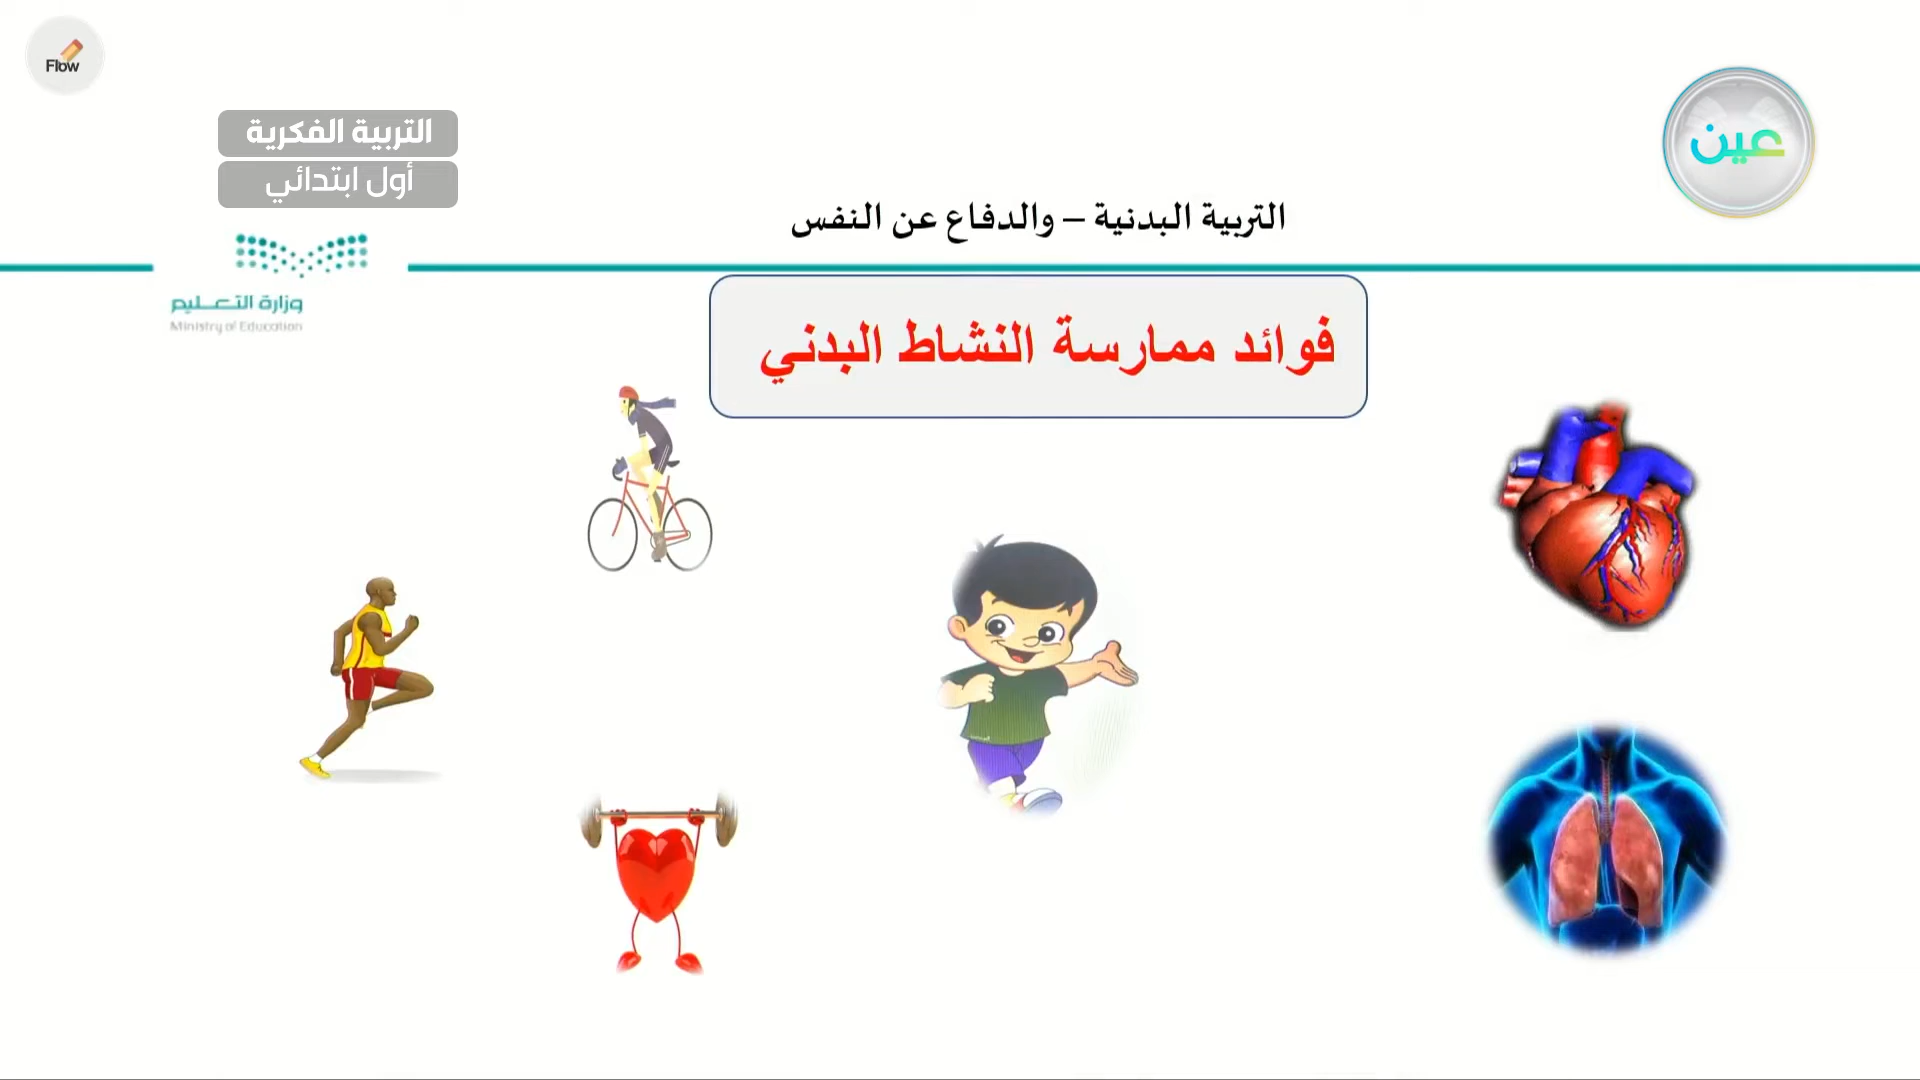 Flow
التربية الفكرية
أول ابتدائي
عين
التربية البدنية – والدفاع عن النفس
وزارة التعليم
Ministry of Education
فوائد ممارسة النشاط البدني